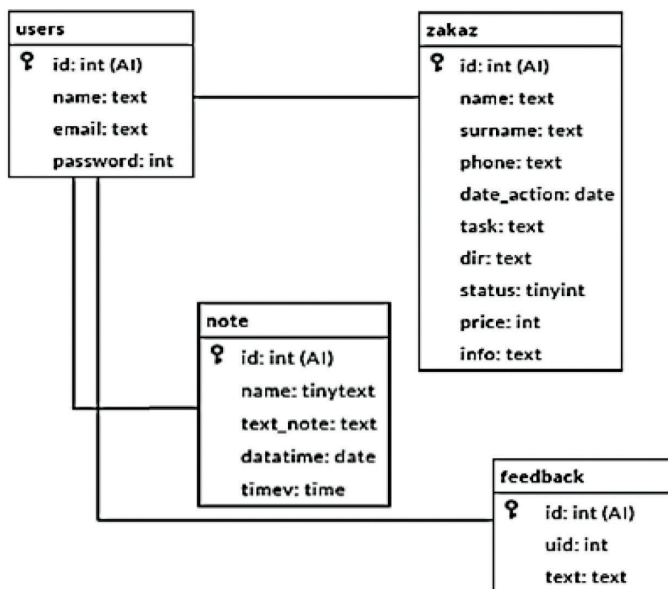 users
id: int (AI)
name: text
email: text
password: int
zakaz
id: int (AI)
name: text
surname: text
phone: text
date_action: date
task: text
dir: text
status: tinyint
price: int
info: text
note
id: int (AI)
name: tinytext
text_note: text
datatime: date
timev: time
feedback
id: int (AI)
uid: int
text: text